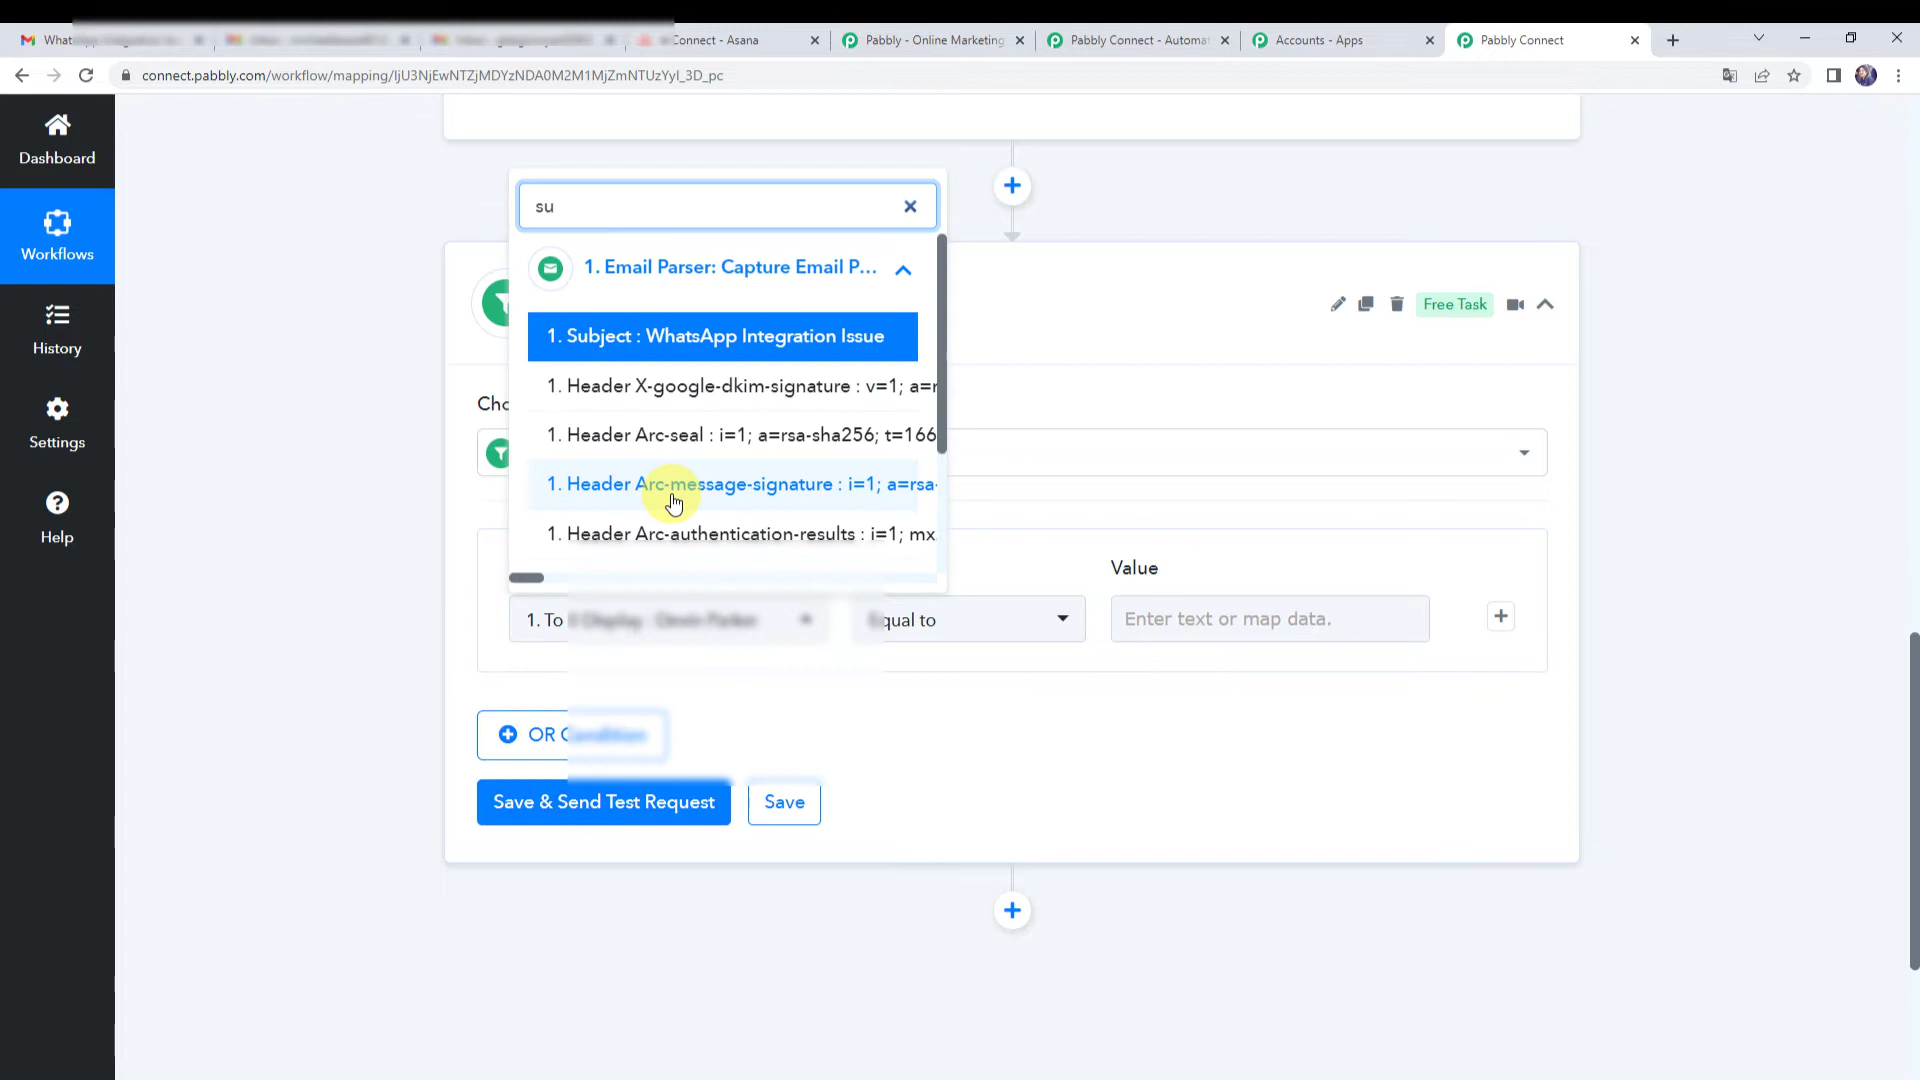 What
Connect - Asana
Pabbly - Online Marketing
Pabbly Connect - Automat
Accounts - Apps
Pabbly Connect
connect.pabbly.com/workflow/mapping/IjU3NjEwNTZjMDYzNDA0M2M1MjZmNTUzYyI_3D_pc
Dashboard
Workflows
History
Settings
Help
su
1. Email Parser: Capture Email P...
1. Subject : WhatsApp Integration Issue
1. Header X-google-dkim-signature : v=1; a=r
1. Header Arc-seal : i=1; a=rsa-sha256; t=166
1. Header Arc-message-signature : i=1; a=rsa-
1. Header Arc-authentication-results : i=1; mx
Free Task
Cho
Value
1. To
Equal to
Enter text or map data.
OR Condition
Save & Send Test Request
Save